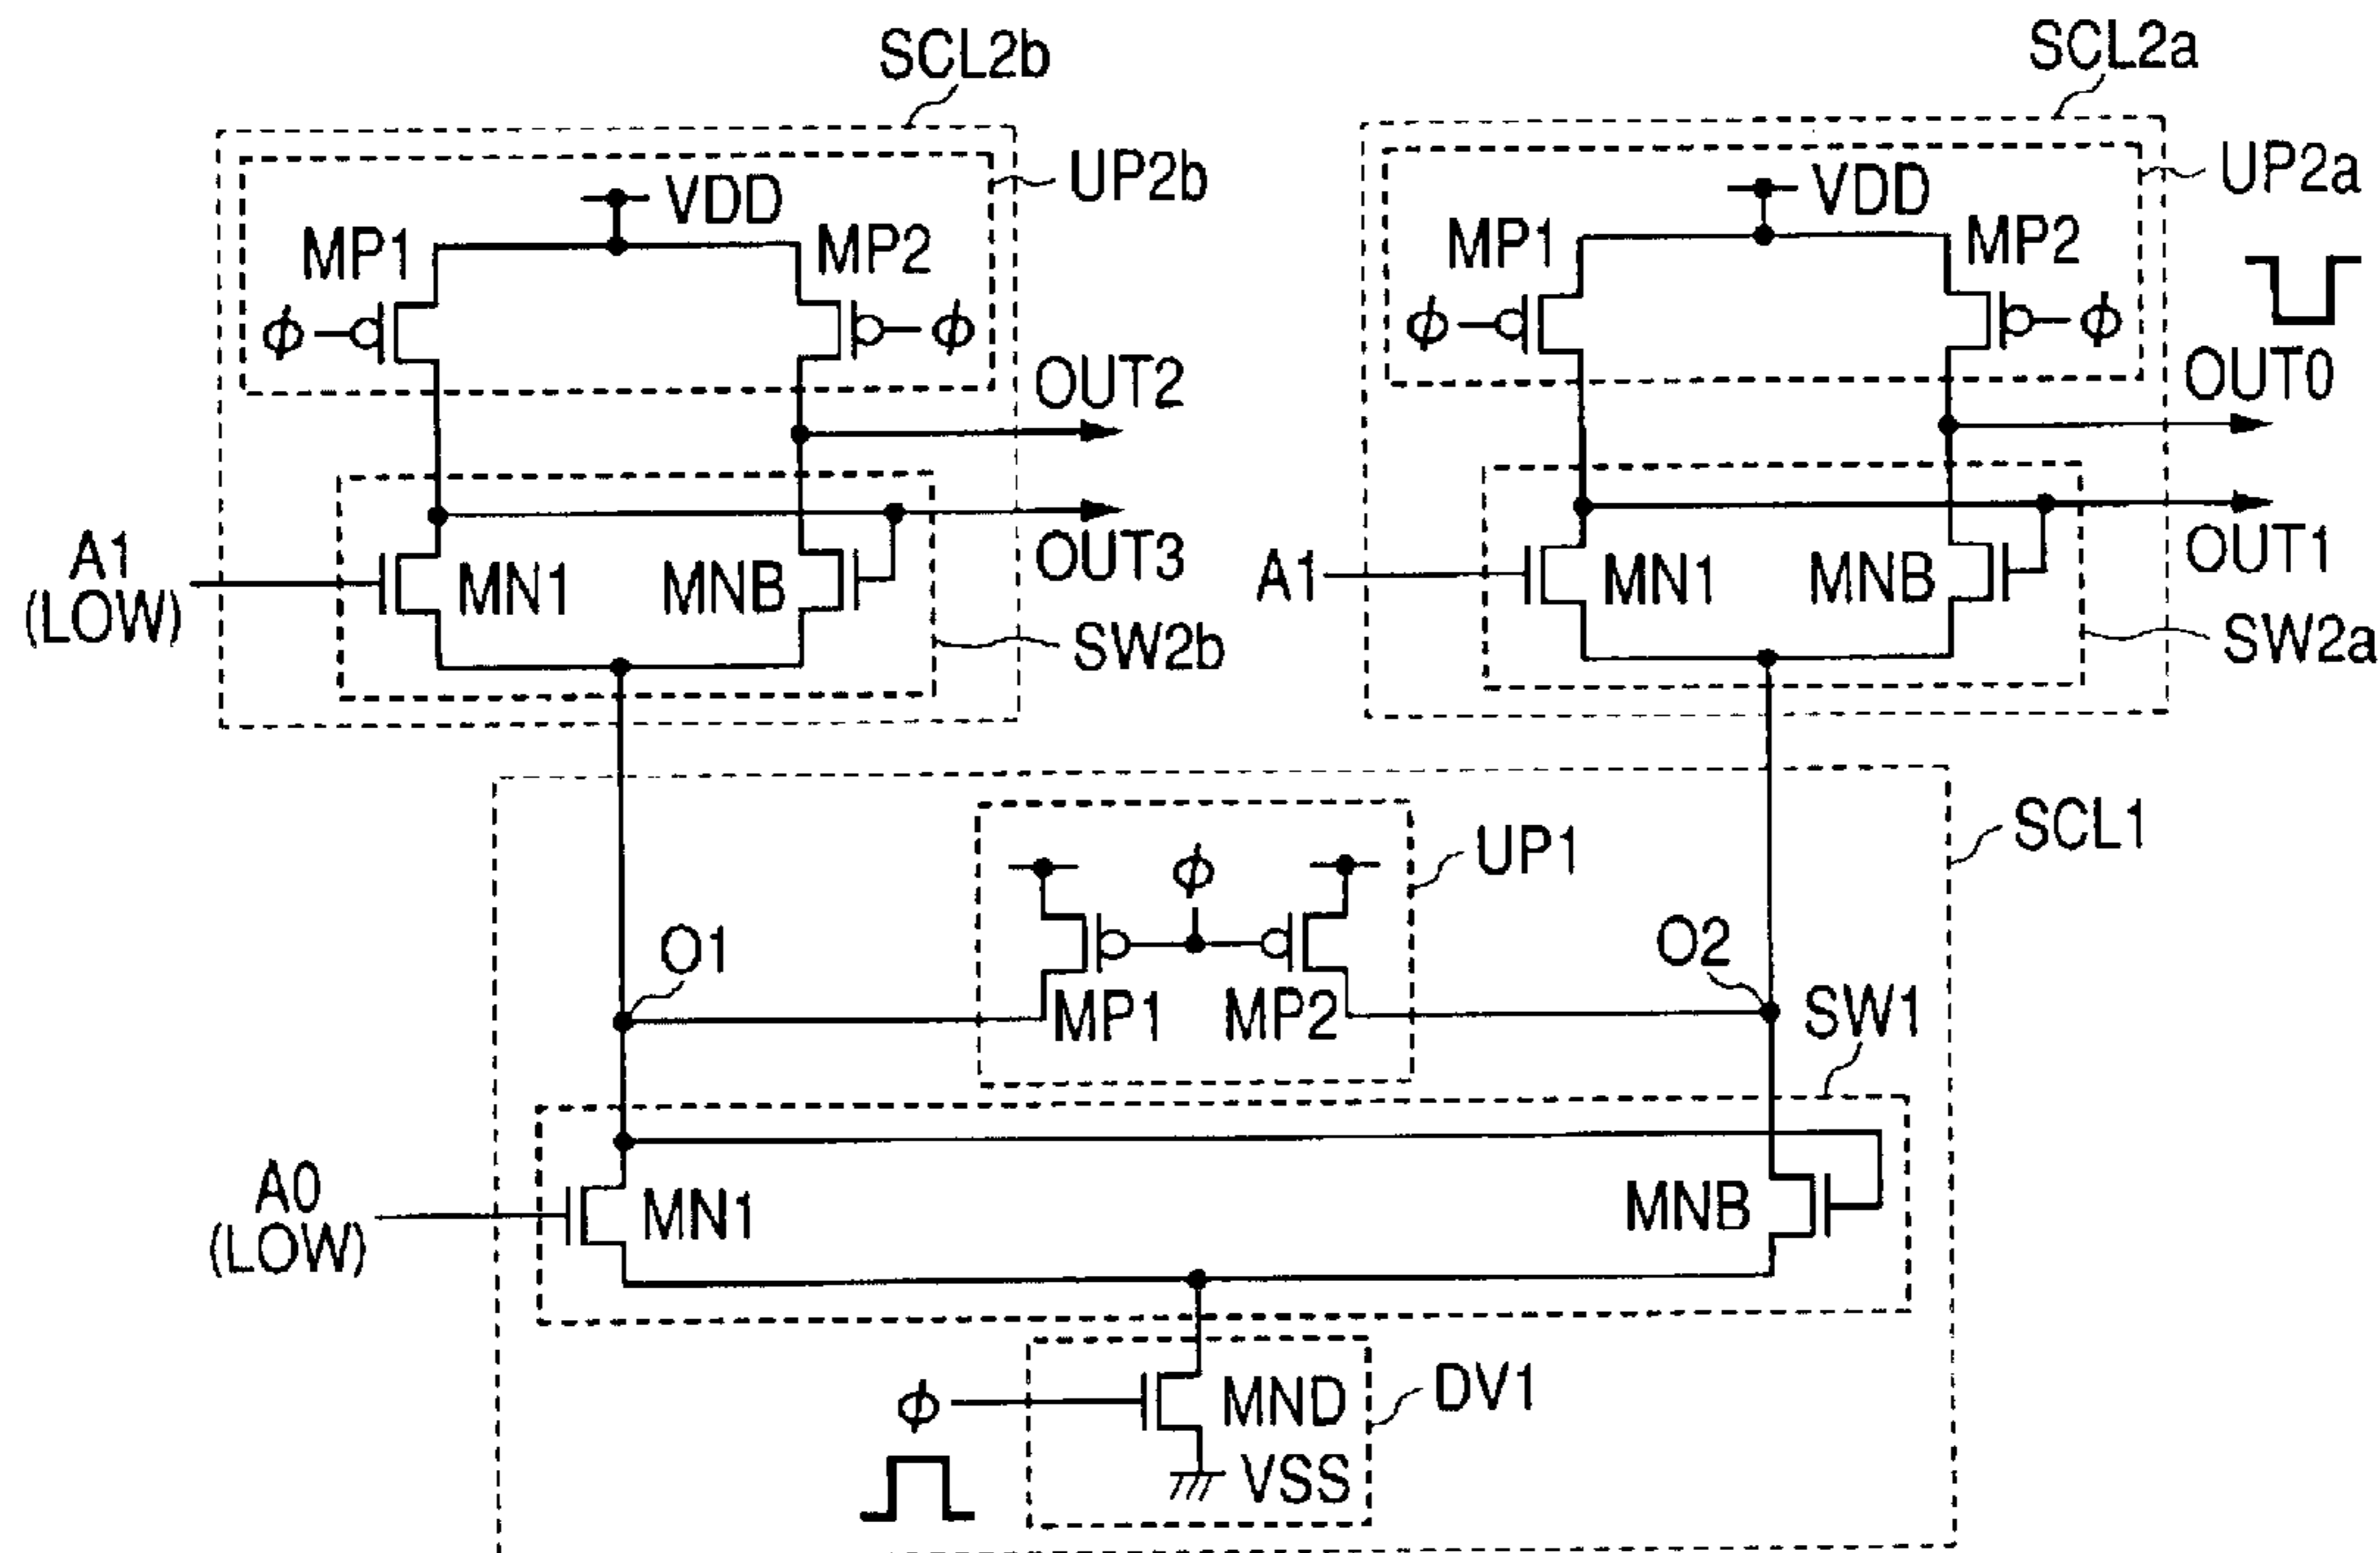 SCL2b
SCL2a
UP2b
UP2a
VDD
VDD
MP1
MP2
MP1
MP2
ϕ
ϕ
ϕ
ϕ
OUT2
OUT0
A1
(LOW)
MN1
MNB
OUT3
A1
MN1
MNB
OUT1
SW2b
SW2a
SCL1
UP1
ϕ
O1
O2
MP1
MP2
SW1
A0
(LOW)
MN1
MNB
ϕ
MND
DV1
VSS